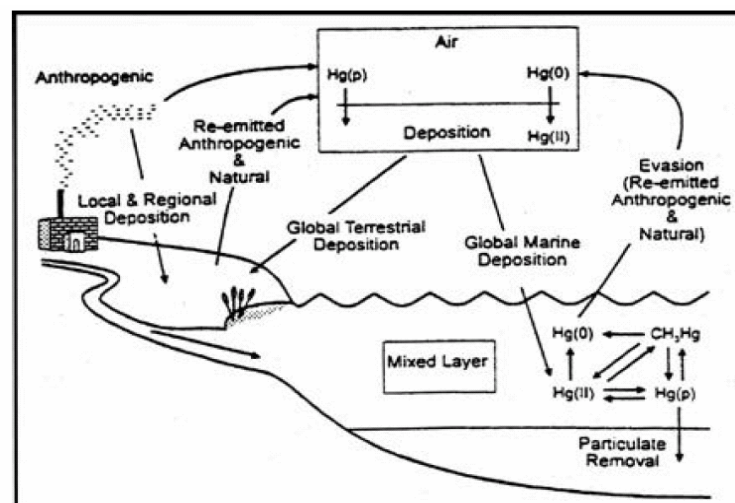 Air
Anthropogenic
Hg(p)
Hg(0)
Re-emitted
Anthropogenic
&
Natural
Deposition
Hg(II)
Local & Regional
Deposition
Evasion
(Re-emitted
Anthropogenic
&
Natural)
Global Terrestrial
Deposition
Global Marine
Deposition
Mixed Layer
Hg(0)
CH₃Hg
Hg(II)
Hg(p)
Particulate
Removal